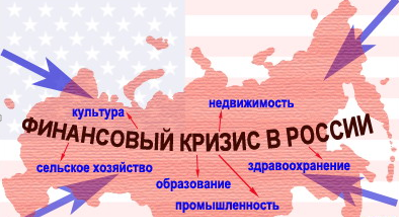 культура
недвижимость
ФИНАНСОВЫЙ КРИЗИС В РОССИИ
сельское хозяйство
здравоохранение
образование
промышленность